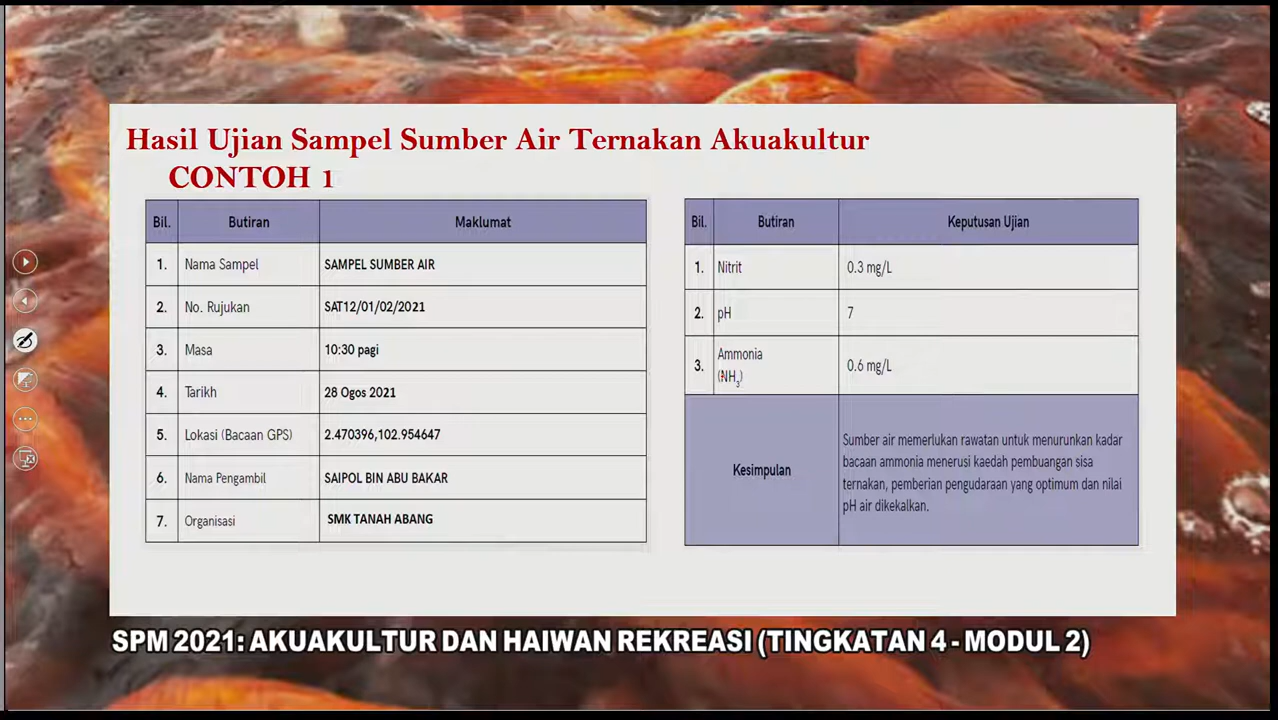 Hasil Ujian Sampel Sumber Air Ternakan Akuakultur
CONTOH 1
Bil. Butiran Maklumat
1. Nama Sampel SAMPEL SUMBER AIR
2. No. Rujukan SAT12/01/02/2021
3. Masa 10:30 pagi
4. Tarikh 28 Ogos 2021
5. Lokasi (Bacaan GPS) 2.470396,102.954647
6. Nama Pengambil SAIPOL BIN ABU BAKAR
7. Organisasi SMK TANAH ABANG
Bil. Butiran Keputusan Ujian
1. Nitrit 0.3 mg/L
2. pH 7
3. Ammonia (NH₃) 0.6 mg/L
Kesimpulan
Sumber air memerlukan rawatan untuk menurunkan kadar
bacaan ammonia menerusi kaedah pembuangan sisa
ternakan, pemberian pengudaraan yang optimum dan nilai
pH air dikekalkan.
SPM 2021: AKUAKULTUR DAN HAIWAN REKREASI (TINGKATAN 4 - MODUL 2)